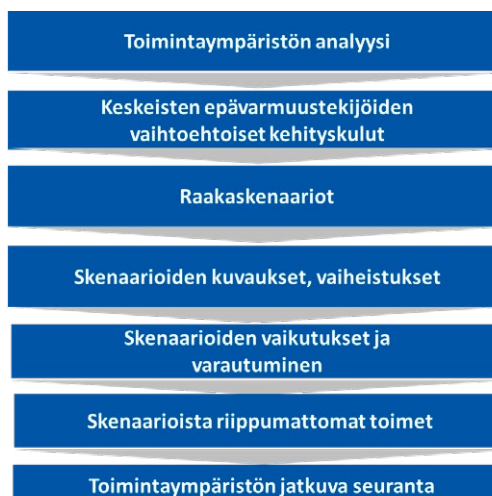 Toimintaympäristön analyysi
Keskeisten epävarmuustekijöiden
vaihtoehtoiset kehityskulut
Raakaskenaariot
Skenaarioiden kuvaukset, vaiheistukset
Skenaarioiden vaikutukset ja
varautuminen
Skenaarioista riippumattomat toimet
Toimintaympäristön jatkuva seuranta